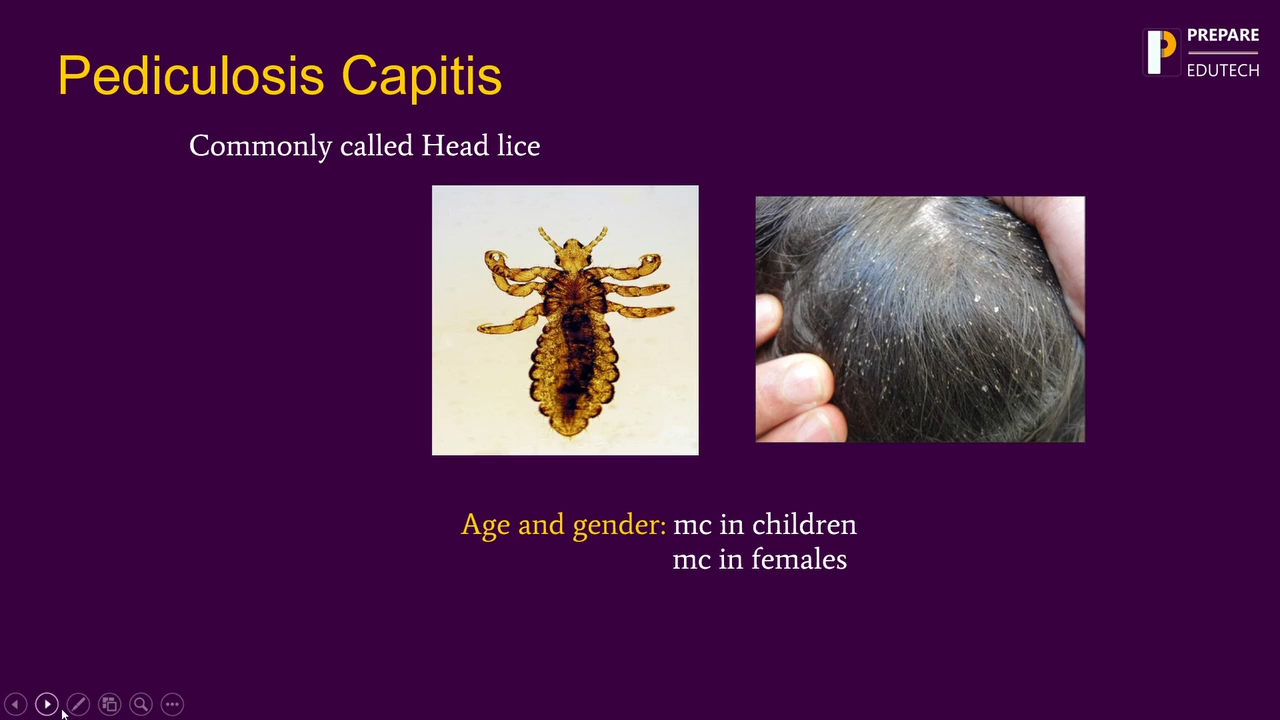 PREPARE
EDUTECH
Pediculosis Capitis
Commonly called Head lice
Age and gender: mc in children
mc in females